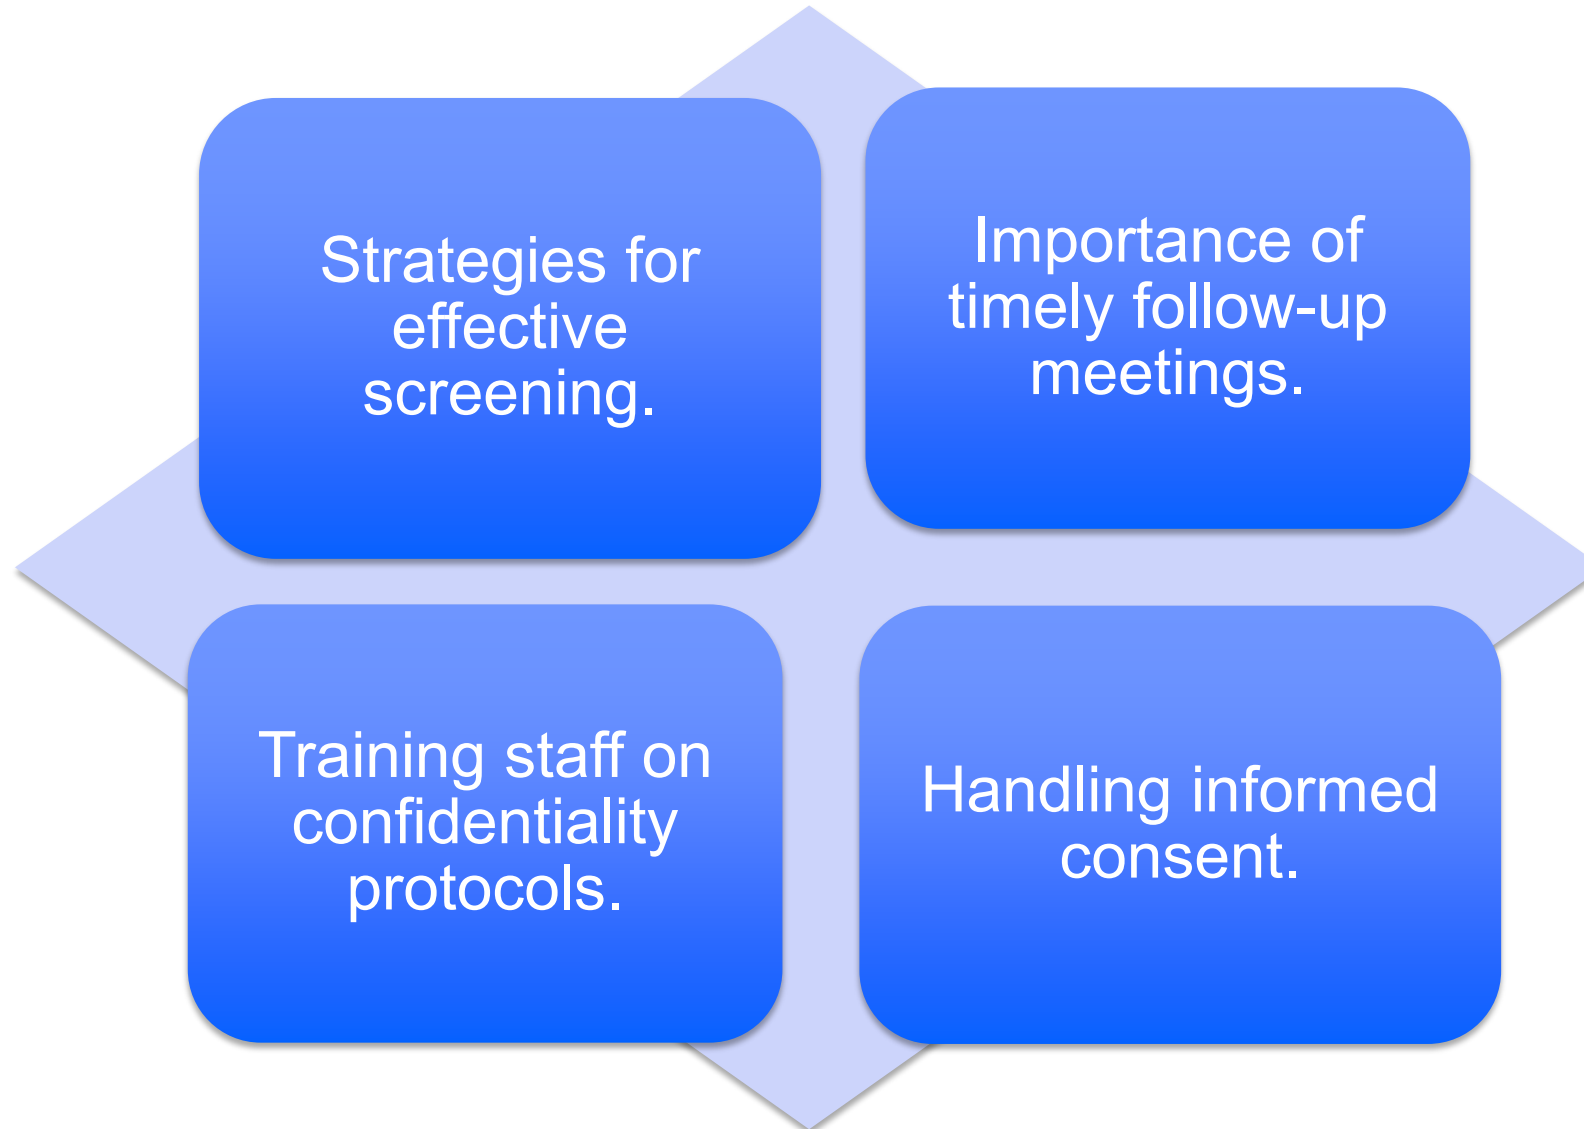 Strategies for
effective
screening.
Importance of
timely follow-up
meetings.
Training staff on
confidentiality
protocols.
Handling informed
consent.